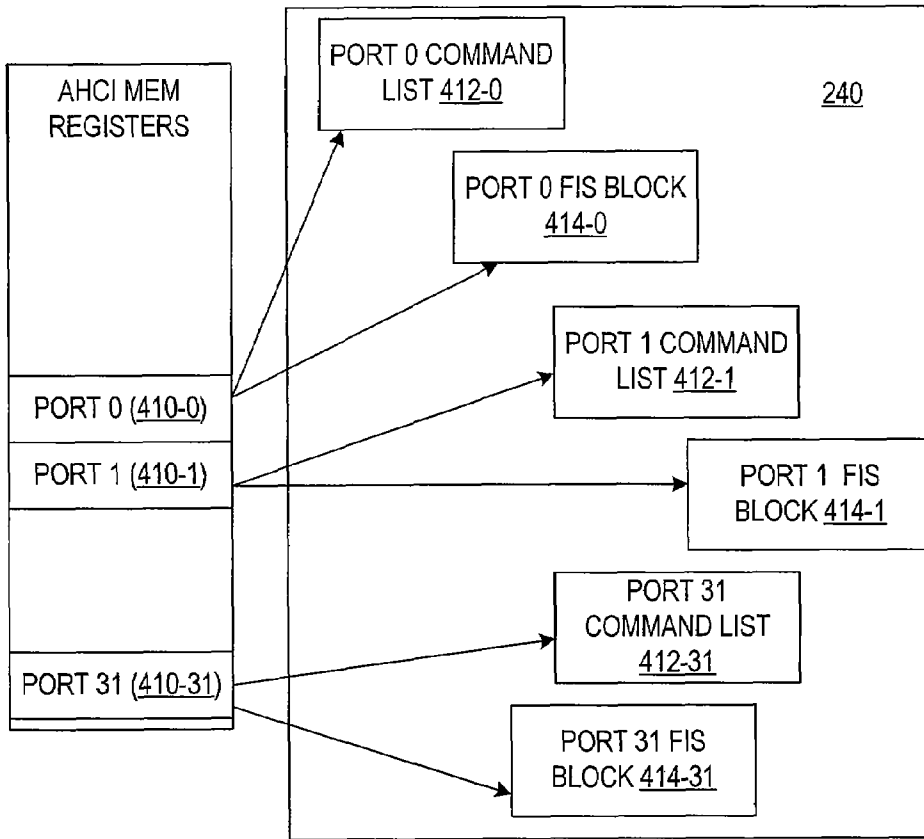 AHCI MEM
REGISTERS
PORT 0 (410-0)
PORT 1 (410-1)
PORT 31 (410-31)
240
PORT 0 COMMAND
LIST 412-0
PORT 0 FIS BLOCK
414-0
PORT 1 COMMAND
LIST 412-1
PORT 1 FIS
BLOCK 414-1
PORT 31
COMMAND LIST
412-31
PORT 31 FIS
BLOCK 414-31